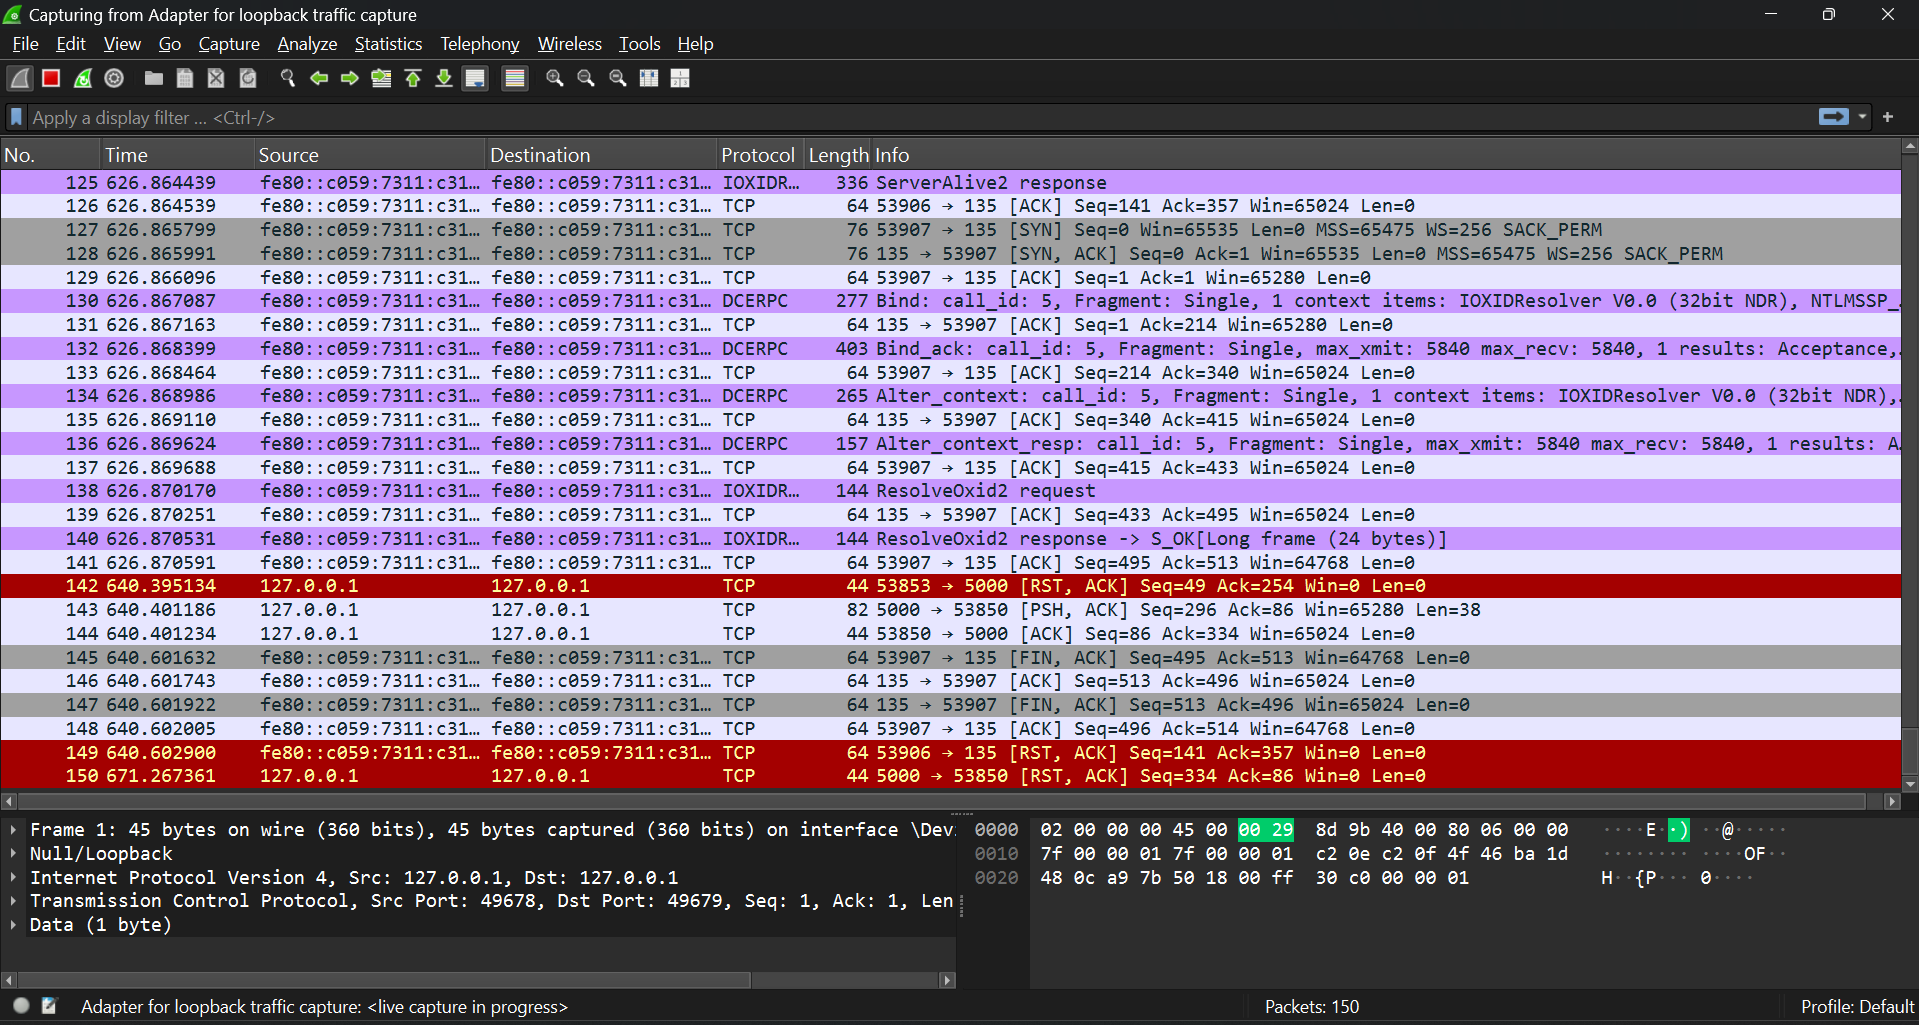 Capturing from Adapter for loopback traffic capture
File Edit View Go Capture Analyze Statistics Telephony Wireless Tools Help
Apply a display filter ... <Ctrl-/>
No. Time Source Destination Protocol Length Info
125 626.864439 fe80::c059:7311:c31… fe80::c059:7311:c31… IOXIDR… 336 ServerAlive2 response
126 626.864539 fe80::c059:7311:c31… fe80::c059:7311:c31… TCP 64 53906 → 135 [ACK] Seq=141 Ack=357 Win=65024 Len=0
127 626.865799 fe80::c059:7311:c31… fe80::c059:7311:c31… TCP 76 53907 → 135 [SYN] Seq=0 Win=65535 Len=0 MSS=65475 WS=256 SACK_PERM
128 626.865991 fe80::c059:7311:c31… fe80::c059:7311:c31… TCP 76 135 → 53907 [SYN, ACK] Seq=0 Ack=1 Win=65535 Len=0 MSS=65475 WS=256 SACK_PERM
129 626.866096 fe80::c059:7311:c31… fe80::c059:7311:c31… TCP 64 53907 → 135 [ACK] Seq=1 Ack=1 Win=65280 Len=0
130 626.867087 fe80::c059:7311:c31… fe80::c059:7311:c31… DCERPC 277 Bind: call_id: 5, Fragment: Single, 1 context items: IOXIDResolver V0.0 (32bit NDR), NTLMSSP_
131 626.867163 fe80::c059:7311:c31… fe80::c059:7311:c31… TCP 64 135 → 53907 [ACK] Seq=1 Ack=214 Win=65280 Len=0
132 626.868399 fe80::c059:7311:c31… fe80::c059:7311:c31… DCERPC 403 Bind_ack: call_id: 5, Fragment: Single, max_xmit: 5840 max_recv: 5840, 1 results: Acceptance,
133 626.868464 fe80::c059:7311:c31… fe80::c059:7311:c31… TCP 64 53907 → 135 [ACK] Seq=214 Ack=340 Win=65024 Len=0
134 626.868986 fe80::c059:7311:c31… fe80::c059:7311:c31… DCERPC 265 Alter_context: call_id: 5, Fragment: Single, 1 context items: IOXIDResolver V0.0 (32bit NDR),
135 626.869110 fe80::c059:7311:c31… fe80::c059:7311:c31… TCP 64 135 → 53907 [ACK] Seq=340 Ack=415 Win=65024 Len=0
136 626.869624 fe80::c059:7311:c31… fe80::c059:7311:c31… DCERPC 157 Alter_context_resp: call_id: 5, Fragment: Single, max_xmit: 5840 max_recv: 5840, 1 results: A
137 626.869688 fe80::c059:7311:c31… fe80::c059:7311:c31… TCP 64 53907 → 135 [ACK] Seq=415 Ack=433 Win=65024 Len=0
138 626.870170 fe80::c059:7311:c31… fe80::c059:7311:c31… IOXIDR… 144 ResolveOxid2 request
139 626.870251 fe80::c059:7311:c31… fe80::c059:7311:c31… TCP 64 135 → 53907 [ACK] Seq=433 Ack=495 Win=65024 Len=0
140 626.870531 fe80::c059:7311:c31… fe80::c059:7311:c31… IOXIDR… 144 ResolveOxid2 response -> S_OK[Long frame (24 bytes)]
141 626.870591 fe80::c059:7311:c31… fe80::c059:7311:c31… TCP 64 53907 → 135 [ACK] Seq=495 Ack=513 Win=64768 Len=0
142 640.395134 127.0.0.1 127.0.0.1 TCP 44 53853 → 5000 [RST, ACK] Seq=49 Ack=254 Win=0 Len=0
143 640.401186 127.0.0.1 127.0.0.1 TCP 82 5000 → 53850 [PSH, ACK] Seq=296 Ack=86 Win=65280 Len=38
144 640.401234 127.0.0.1 127.0.0.1 TCP 44 53850 → 5000 [ACK] Seq=86 Ack=334 Win=65024 Len=0
145 640.601632 fe80::c059:7311:c31… fe80::c059:7311:c31… TCP 64 53907 → 135 [FIN, ACK] Seq=495 Ack=513 Win=64768 Len=0
146 640.601743 fe80::c059:7311:c31… fe80::c059:7311:c31… TCP 64 135 → 53907 [ACK] Seq=513 Ack=496 Win=65024 Len=0
147 640.601922 fe80::c059:7311:c31… fe80::c059:7311:c31… TCP 64 135 → 53907 [FIN, ACK] Seq=513 Ack=496 Win=65024 Len=0
148 640.602005 fe80::c059:7311:c31… fe80::c059:7311:c31… TCP 64 53907 → 135 [ACK] Seq=496 Ack=514 Win=64768 Len=0
149 640.602900 fe80::c059:7311:c31… fe80::c059:7311:c31… TCP 64 53906 → 135 [RST, ACK] Seq=141 Ack=357 Win=0 Len=0
150 671.267361 127.0.0.1 127.0.0.1 TCP 44 5000 → 53850 [RST, ACK] Seq=334 Ack=86 Win=0 Len=0
Frame 1: 45 bytes on wire (360 bits), 45 bytes captured (360 bits) on interface \Dev
Null/Loopback
Internet Protocol Version 4, Src: 127.0.0.1, Dst: 127.0.0.1
Transmission Control Protocol, Src Port: 49678, Dst Port: 49679, Seq: 1, Ack: 1, Len
Data (1 byte)
0000 02 00 00 00 45 00 00 29 8d 9b 40 00 80 06 00 00 ····E··) ··@·····
0010 7f 00 00 01 7f 00 00 01 c2 0e c2 0f 4f 46 ba 1d ········ ····OF··
0020 48 0c a9 7b 50 18 00 ff 30 c0 00 00 01 H··{P··· 0····
Adapter for loopback traffic capture: <live capture in progress>
Packets: 150
Profile: Default